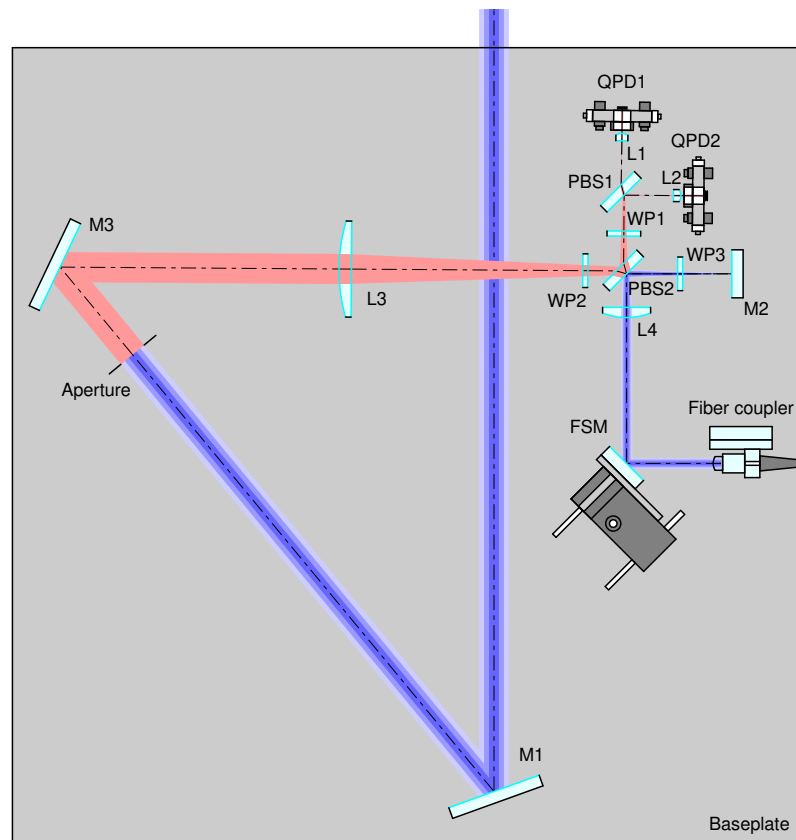 QPD1
QPD2
L1
PBS1
L2
M3
WP1
WP3
L3
WP2
PBS2
M2
L4
Aperture
Fiber coupler
FSM
M1
Baseplate